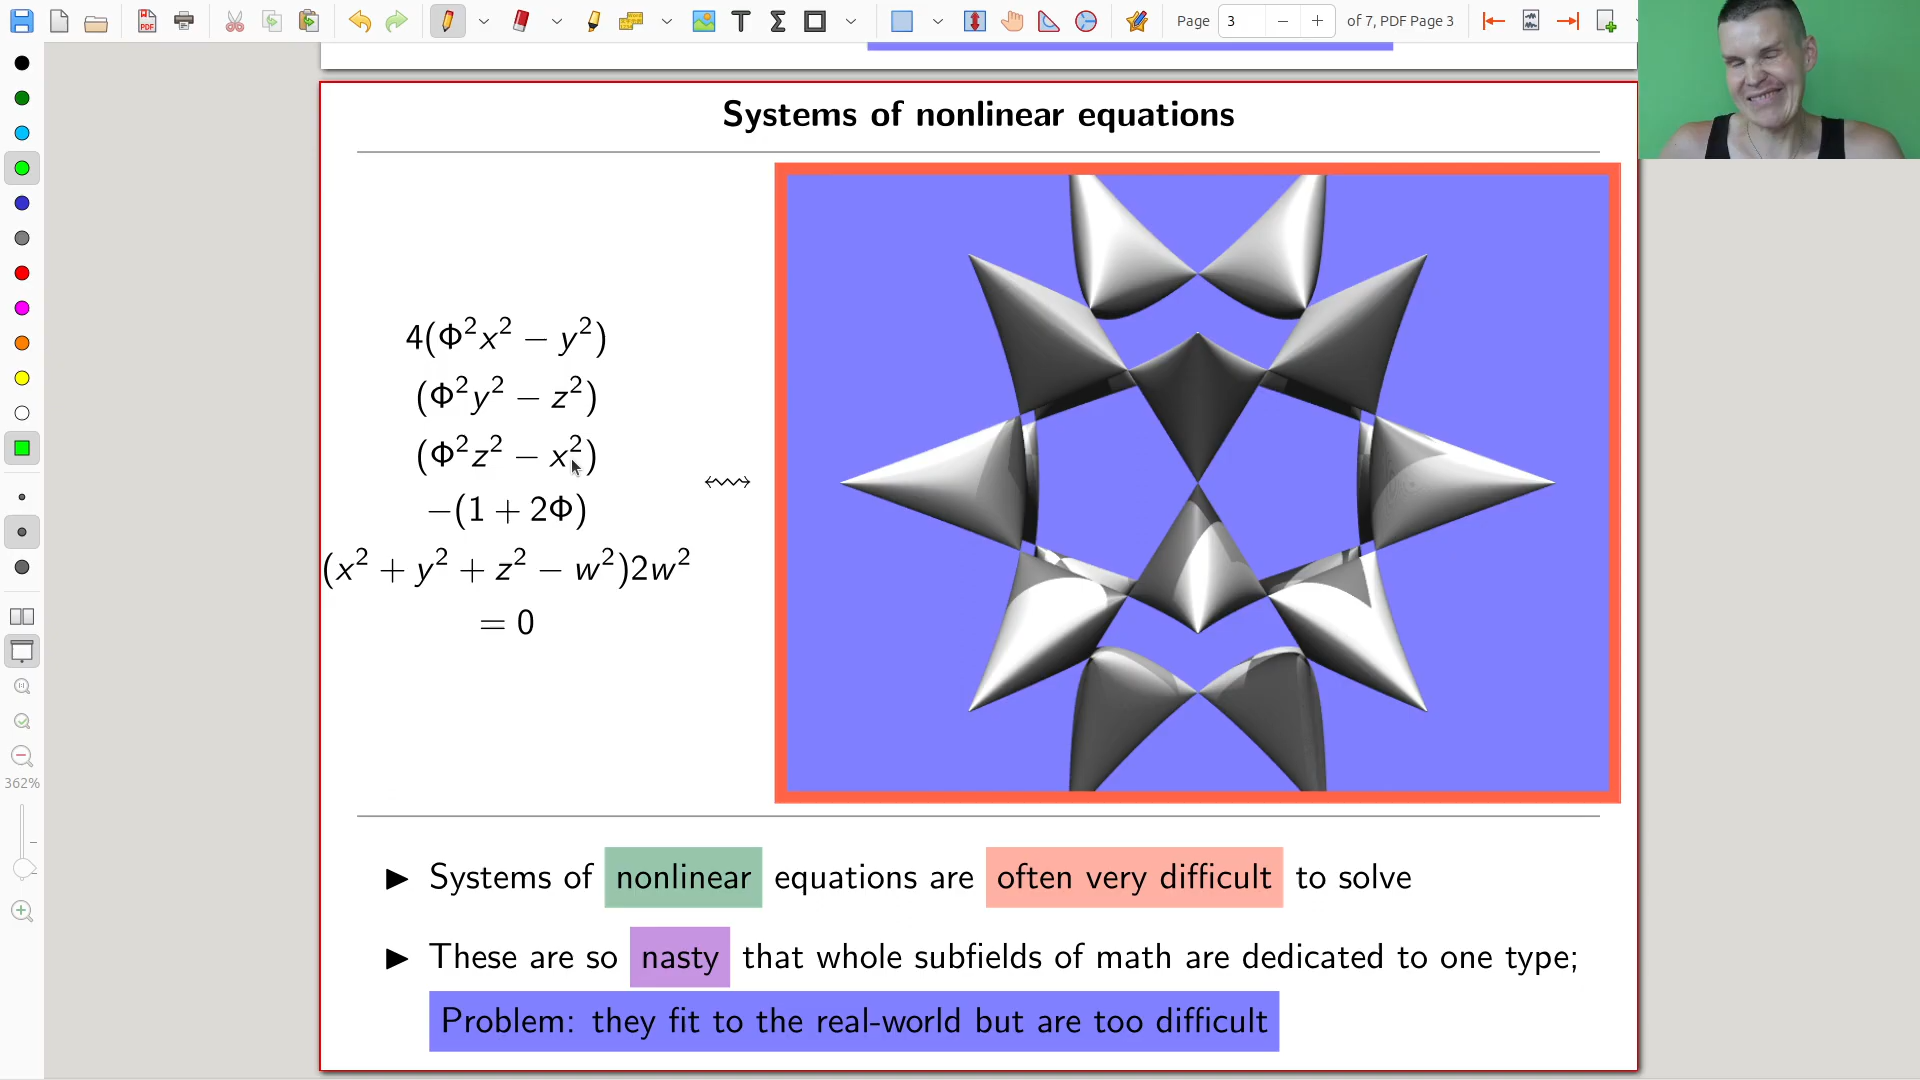 Page 3 of 7, PDF Page 3
Systems of nonlinear equations
4(Φ²x² − y²)
(Φ²y² − z²)
(Φ²z² − x²)
−(1 + 2Φ)
(x² + y² + z² − w²)2w²
= 0
↭
▶ Systems of nonlinear equations are often very difficult to solve
▶ These are so nasty that whole subfields of math are dedicated to one type;
Problem: they fit to the real-world but are too difficult
362%